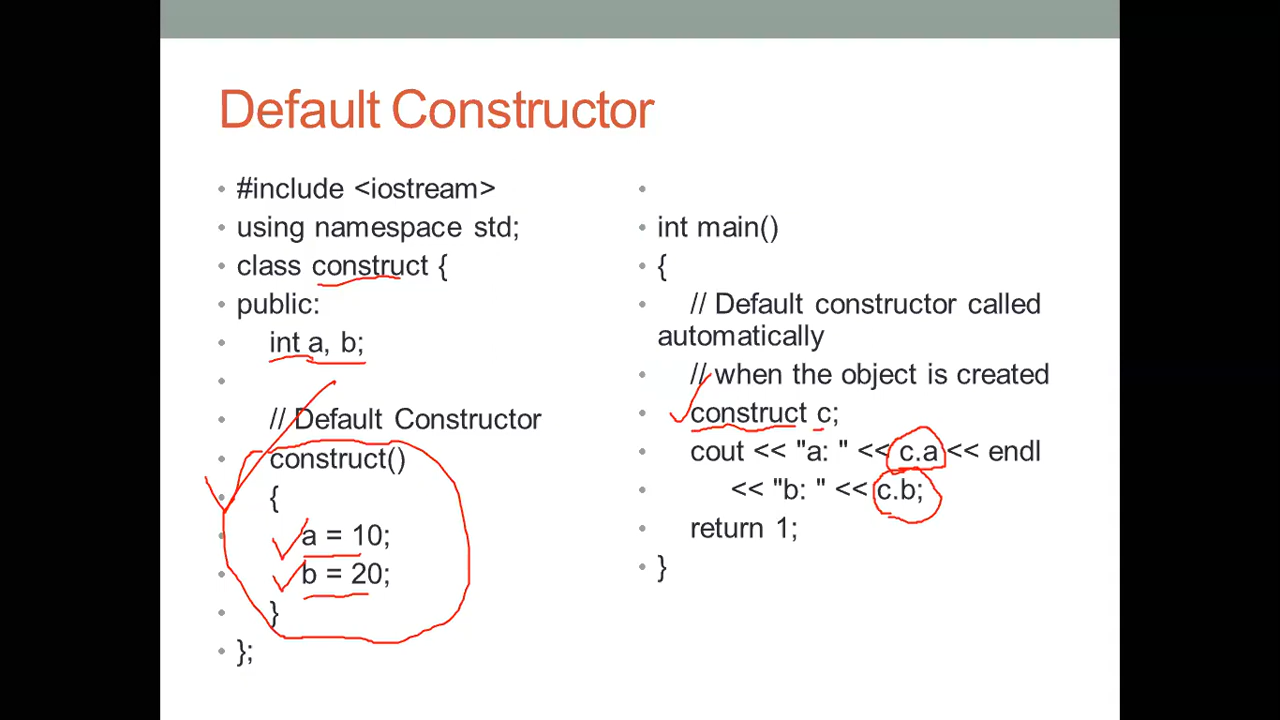 Default Constructor
#include <iostream>
using namespace std;
class construct {
public:
int a, b;
// Default Constructor
construct()
{
a = 10;
b = 20;
}
};
int main()
{
// Default constructor called
automatically
// when the object is created
construct c;
cout << "a: " << c.a << endl
<< "b: " << c.b;
return 1;
}